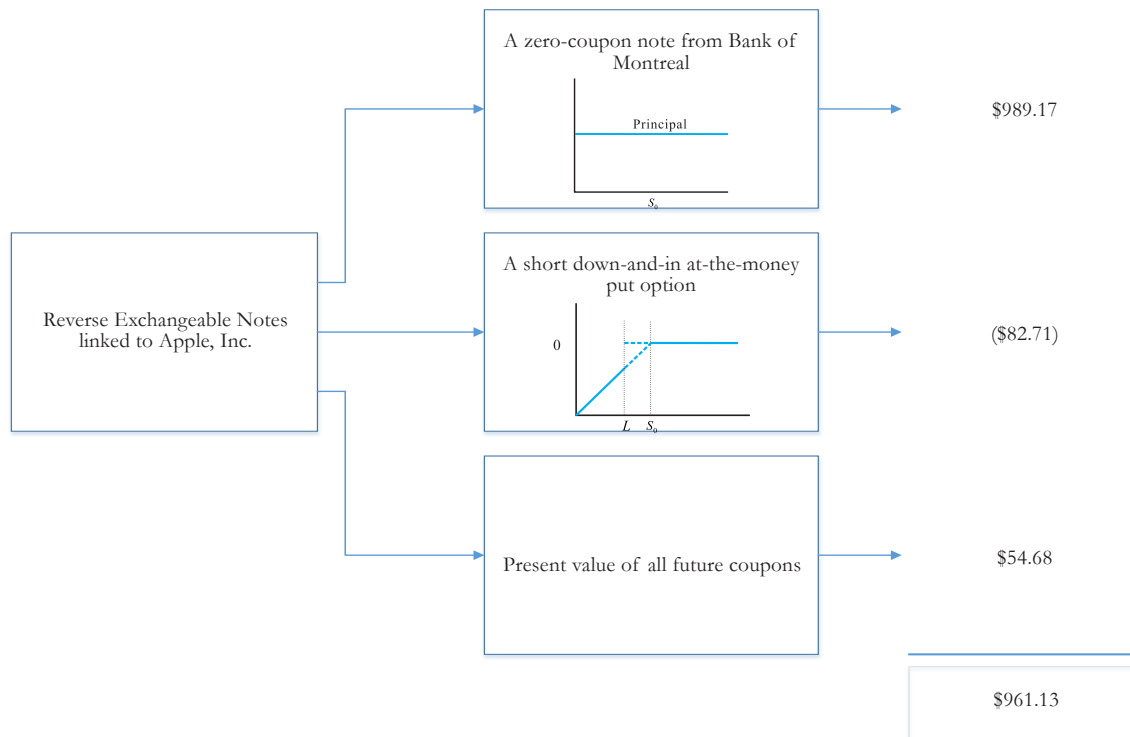 A zero-coupon note from Bank of
Montreal
Principal
S₀
$989.17
Reverse Exchangeable Notes
linked to Apple, Inc.
A short down-and-in at-the-money
put option
0
L S₀
($82.71)
Present value of all future coupons
$54.68
$961.13